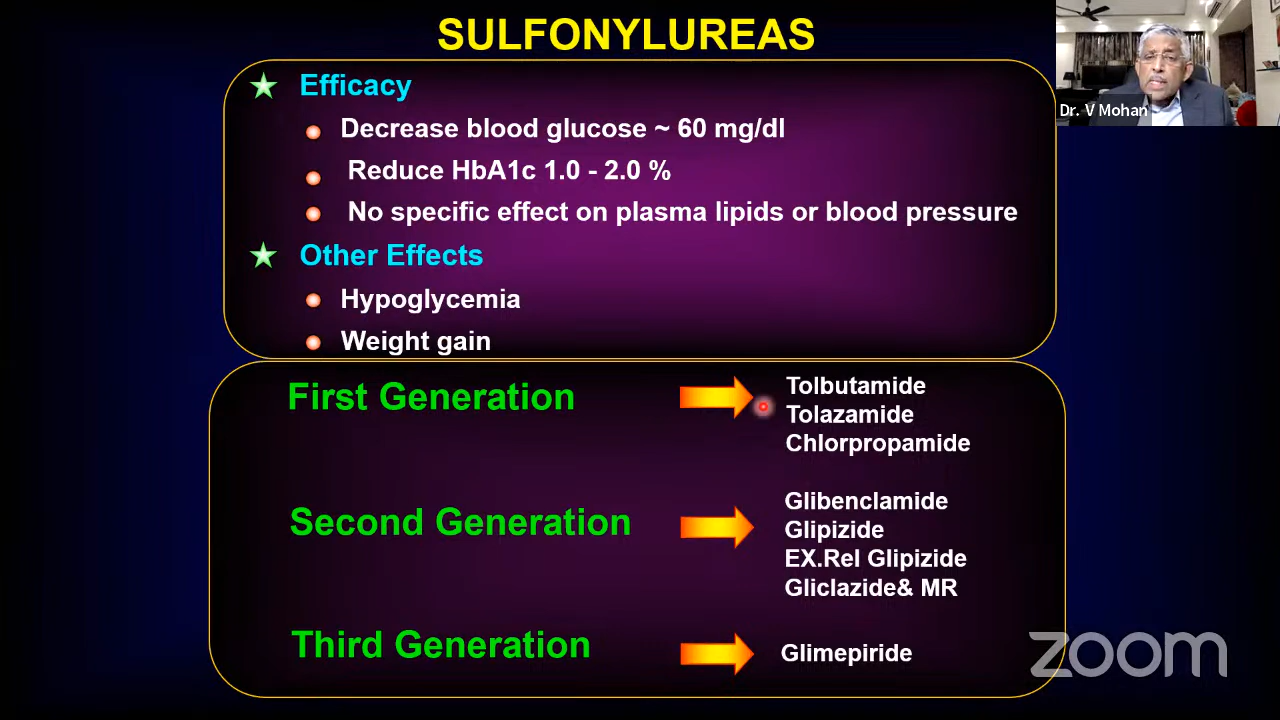 SULFONYLUREAS
Efficacy
Decrease blood glucose ~ 60 mg/dl
Reduce HbA1c 1.0 - 2.0 %
No specific effect on plasma lipids or blood pressure
Other Effects
Hypoglycemia
Weight gain
Dr. V Mohan
First Generation
Tolbutamide
Tolazamide
Chlorpropamide
Second Generation
Glibenclamide
Glipizide
EX.Rel Glipizide
Gliclazide& MR
Third Generation
Glimepiride
zoom